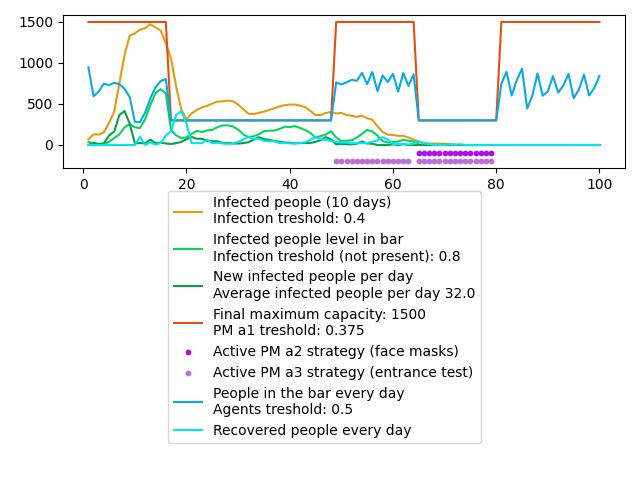 1500
1000
500
0
0 20 40 60 80 100
Infected people (10 days)
Infection treshold: 0.4
Infected people level in bar
Infection treshold (not present): 0.8
New infected people per day
Average infected people per day 32.0
Final maximum capacity: 1500
PM a1 treshold: 0.375
Active PM a2 strategy (face masks)
Active PM a3 strategy (entrance test)
People in the bar every day
Agents treshold: 0.5
Recovered people every day